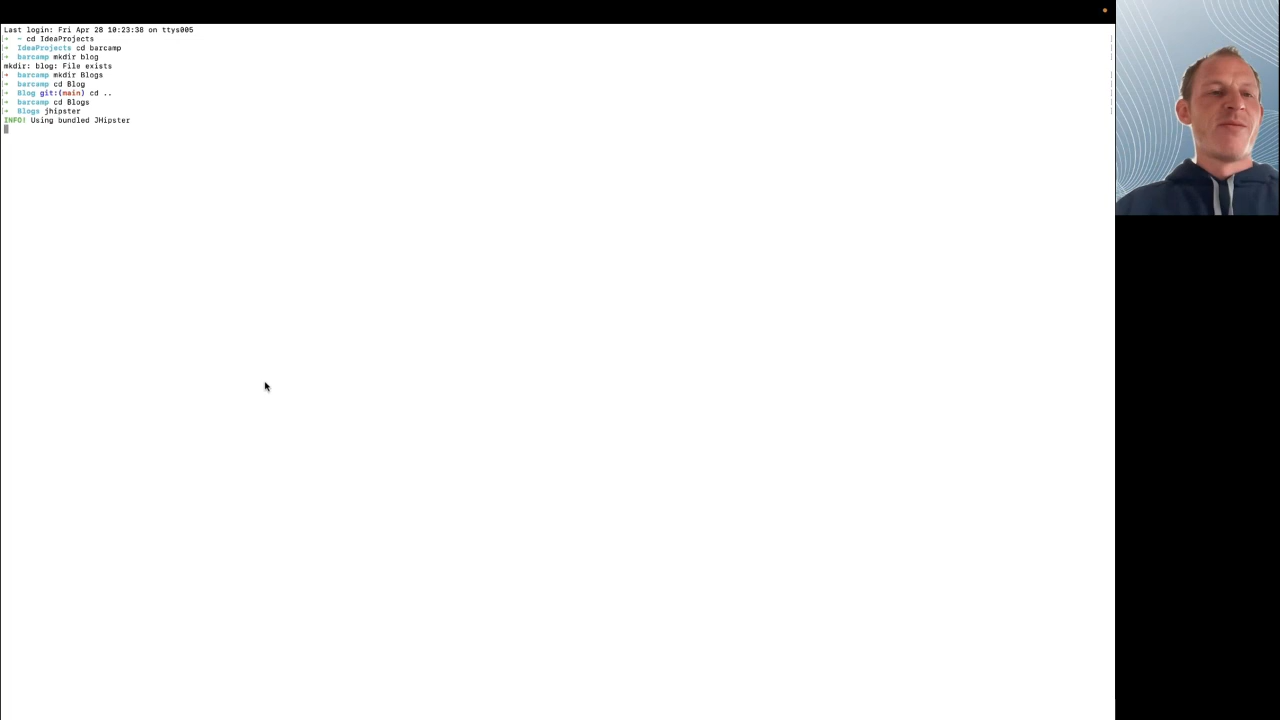 Last login: Fri Apr 28 10:23:38 on ttys005
➜  ~ cd IdeaProjects
➜  IdeaProjects cd barcamp
➜  barcamp mkdir blog
mkdir: blog: File exists
➜  barcamp mkdir Blogs
➜  barcamp cd Blog
➜  Blog git:(main) cd ..
➜  barcamp cd Blogs
➜  Blogs jhipster
INFO! Using bundled JHipster